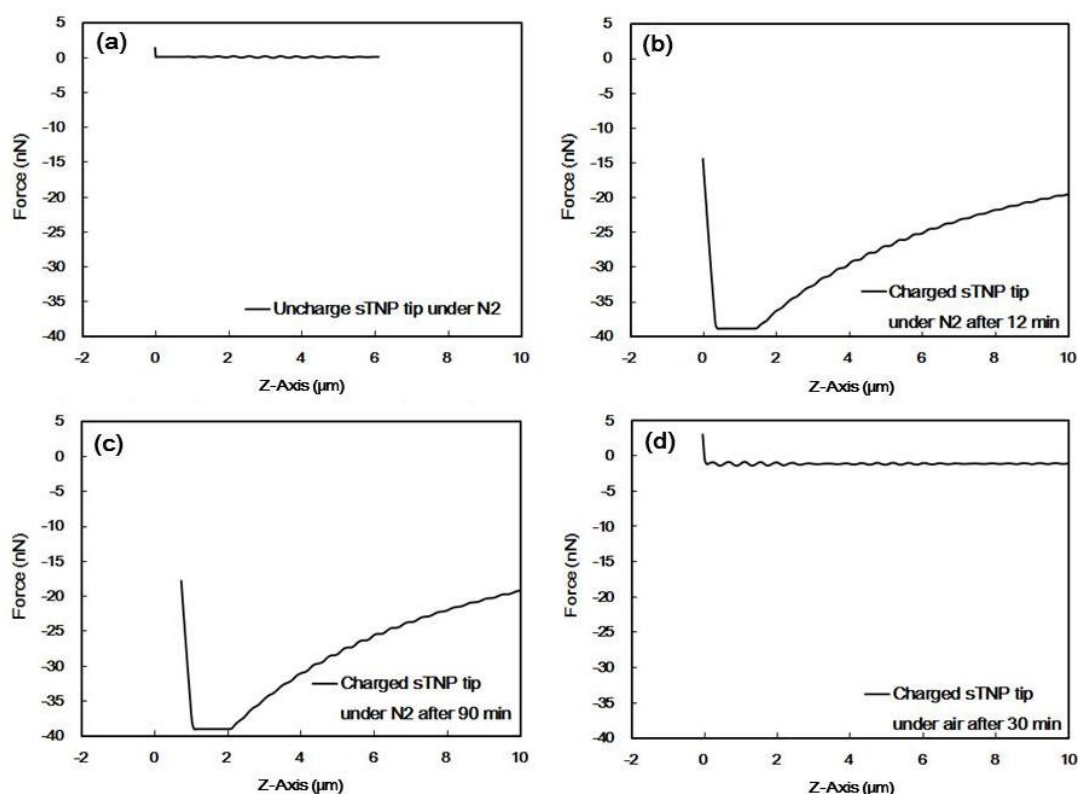 (a)
5
0
-5
-10
-15
-20
-25
-30
-35
-40
Force (nN)
Uncharge sTNP tip under N2
-2 0 2 4 6 8 10
Z-Axis (µm)
(b)
5
0
-5
-10
-15
-20
-25
-30
-35
-40
Force (nN)
Charged sTNP tip
under N2 after 12 min
-2 0 2 4 6 8 10
Z-Axis (µm)
(c)
5
0
-5
-10
-15
-20
-25
-30
-35
-40
Force (nN)
Charged sTNP tip
under N2 after 90 min
-2 0 2 4 6 8 10
Z-Axis (µm)
(d)
5
0
-5
-10
-15
-20
-25
-30
-35
-40
Force (nN)
Charged sTNP tip
under air after 30 min
-2 0 2 4 6 8 10
Z-Axis (µm)